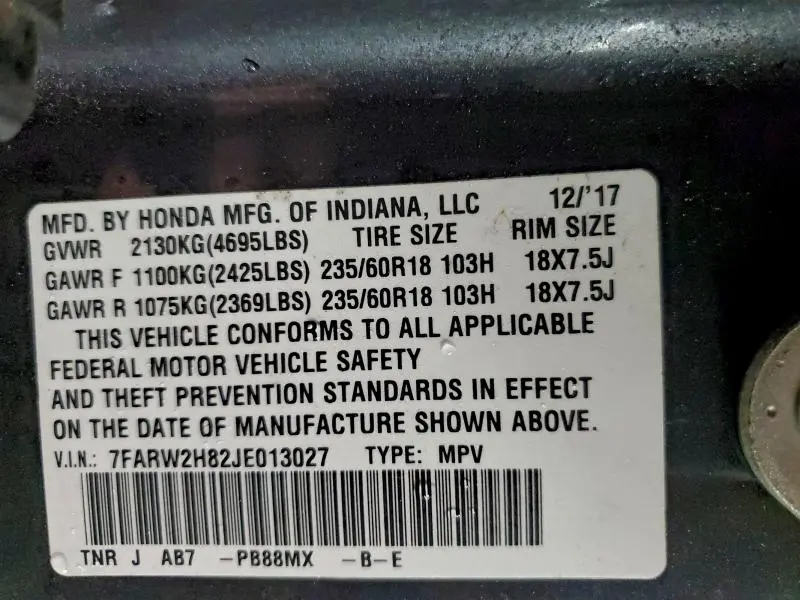 MFD. BY HONDA MFG. OF INDIANA, LLC 12/'17
GVWR 2130KG(4695LBS) TIRE SIZE RIM SIZE
GAWR F 1100KG(2425LBS) 235/60R18 103H 18X7.5J
GAWR R 1075KG(2369LBS) 235/60R18 103H 18X7.5J
THIS VEHICLE CONFORMS TO ALL APPLICABLE
FEDERAL MOTOR VEHICLE SAFETY
AND THEFT PREVENTION STANDARDS IN EFFECT
ON THE DATE OF MANUFACTURE SHOWN ABOVE.
V.I.N.: 7FARW2H82JE013027 TYPE: MPV
TNR J AB7 -PB88MX -B-E